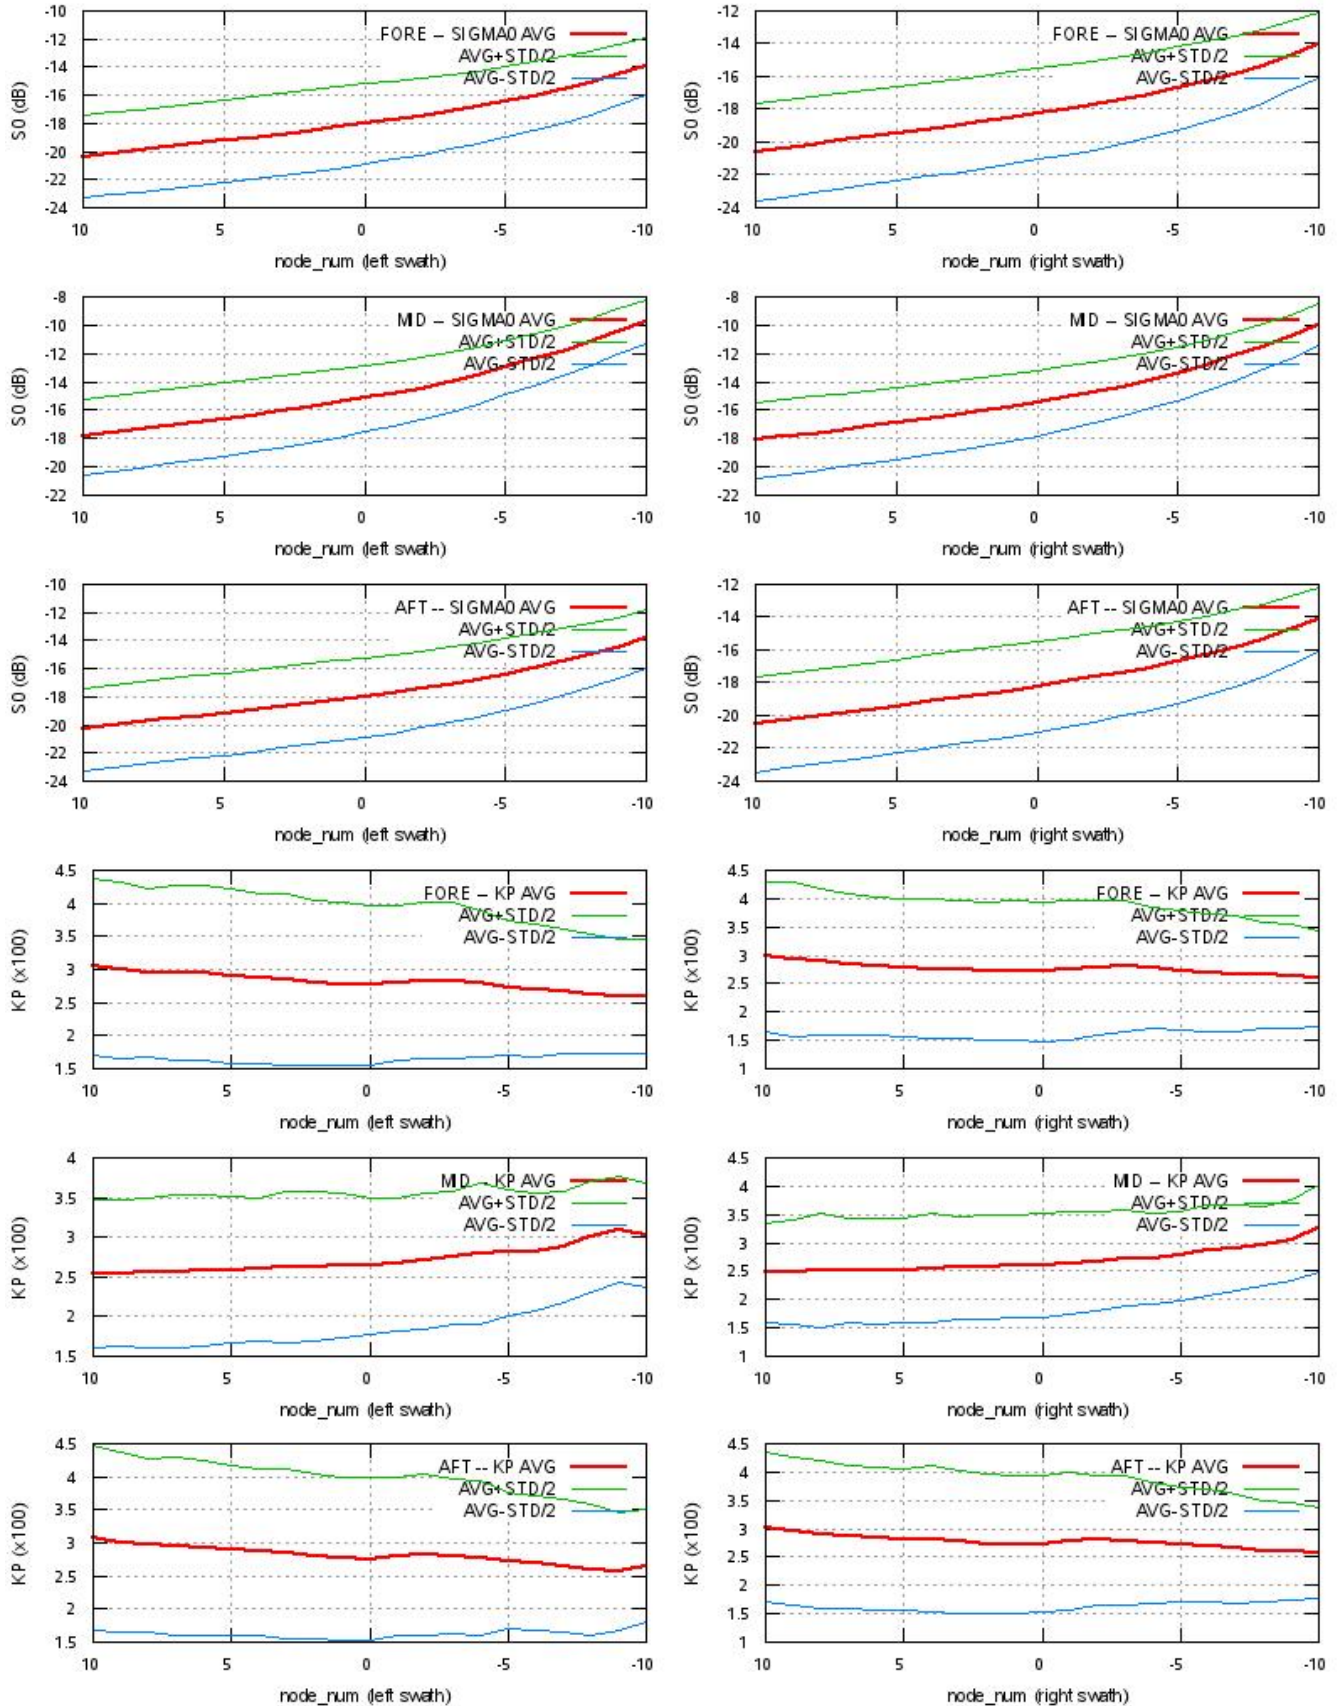 -10
-12
-14
-16
-18
-20
-22
-24
S0 (dB)
FORE -- SIGMA0 AVG
AVG+STD/2
AVG-STD/2
10 5 0 -5 -10
node_num (left swath)
-12
-14
-16
-18
-20
-22
-24
S0 (dB)
FORE -- SIGMA0 AVG
AVG+STD/2
AVG-STD/2
10 5 0 -5 -10
node_num (right swath)
-8
-10
-12
-14
-16
-18
-20
-22
S0 (dB)
MID -- SIGMA0 AVG
AVG+STD/2
AVG-STD/2
10 5 0 -5 -10
node_num (left swath)
-8
-10
-12
-14
-16
-18
-20
-22
S0 (dB)
MID -- SIGMA0 AVG
AVG+STD/2
AVG-STD/2
10 5 0 -5 -10
node_num (right swath)
-10
-12
-14
-16
-18
-20
-22
-24
S0 (dB)
AFT -- SIGMA0 AVG
AVG+STD/2
AVG-STD/2
10 5 0 -5 -10
node_num (left swath)
-12
-14
-16
-18
-20
-22
-24
S0 (dB)
AFT -- SIGMA0 AVG
AVG+STD/2
AVG-STD/2
10 5 0 -5 -10
node_num (right swath)
4.5
4
3.5
3
2.5
2
1.5
KP (x100)
FORE -- KP AVG
AVG+STD/2
AVG-STD/2
10 5 0 -5 -10
node_num (left swath)
4.5
4
3.5
3
2.5
2
1.5
1
KP (x100)
FORE -- KP AVG
AVG+STD/2
AVG-STD/2
10 5 0 -5 -10
node_num (right swath)
4
3.5
3
2.5
2
1.5
KP (x100)
MID -- KP AVG
AVG+STD/2
AVG-STD/2
10 5 0 -5 -10
node_num (left swath)
4.5
4
3.5
3
2.5
2
1.5
1
KP (x100)
MID -- KP AVG
AVG+STD/2
AVG-STD/2
10 5 0 -5 -10
node_num (right swath)
4.5
4
3.5
3
2.5
2
1.5
KP (x100)
AFT -- KP AVG
AVG+STD/2
AVG-STD/2
10 5 0 -5 -10
node_num (left swath)
4.5
4
3.5
3
2.5
2
1.5
1
KP (x100)
AFT -- KP AVG
AVG+STD/2
AVG-STD/2
10 5 0 -5 -10
node_num (right swath)